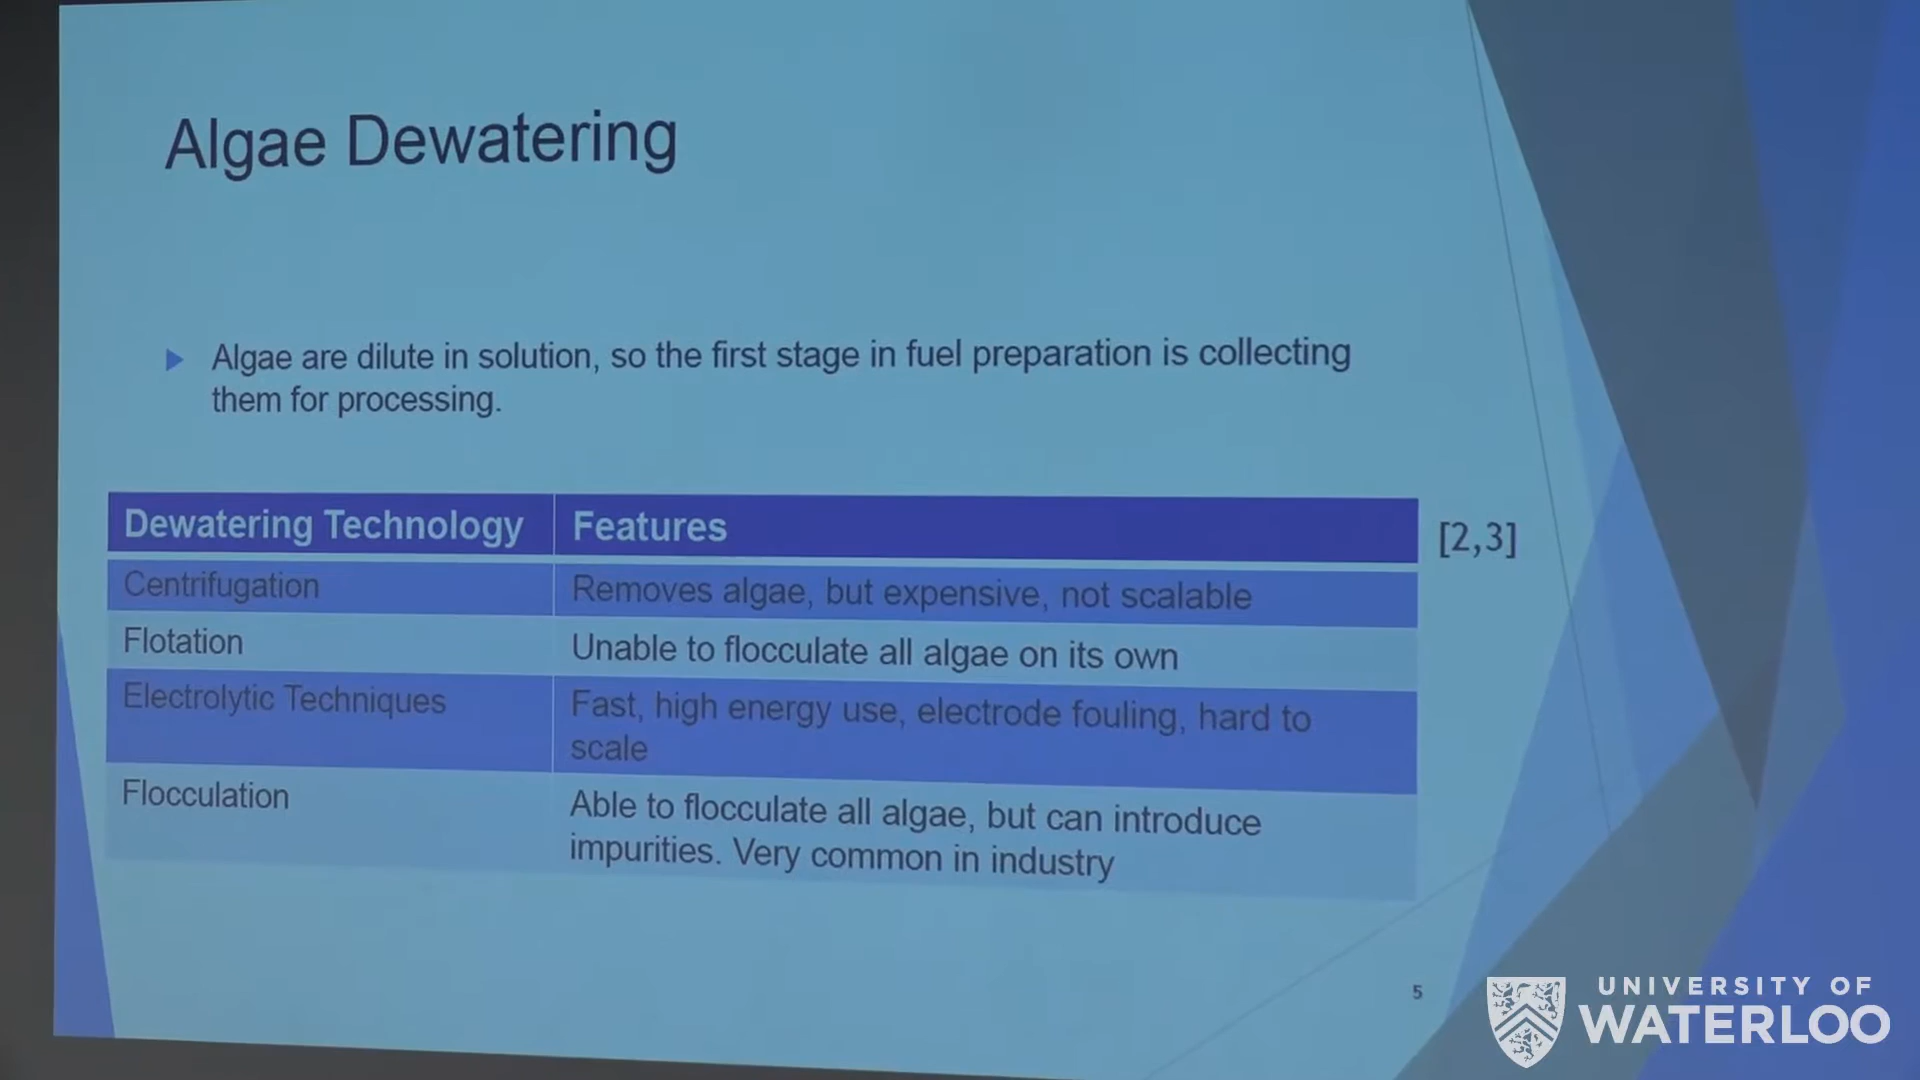 Algae Dewatering
Algae are dilute in solution, so the first stage in fuel preparation is collecting
them for processing.
Dewatering Technology Features
[2,3]
Centrifugation Removes algae, but expensive, not scalable
Flotation Unable to flocculate all algae on its own
Electrolytic Techniques Fast, high energy use, electrode fouling, hard to
scale
Flocculation Able to flocculate all algae, but can introduce
impurities. Very common in industry
5
UNIVERSITY OF
WATERLOO